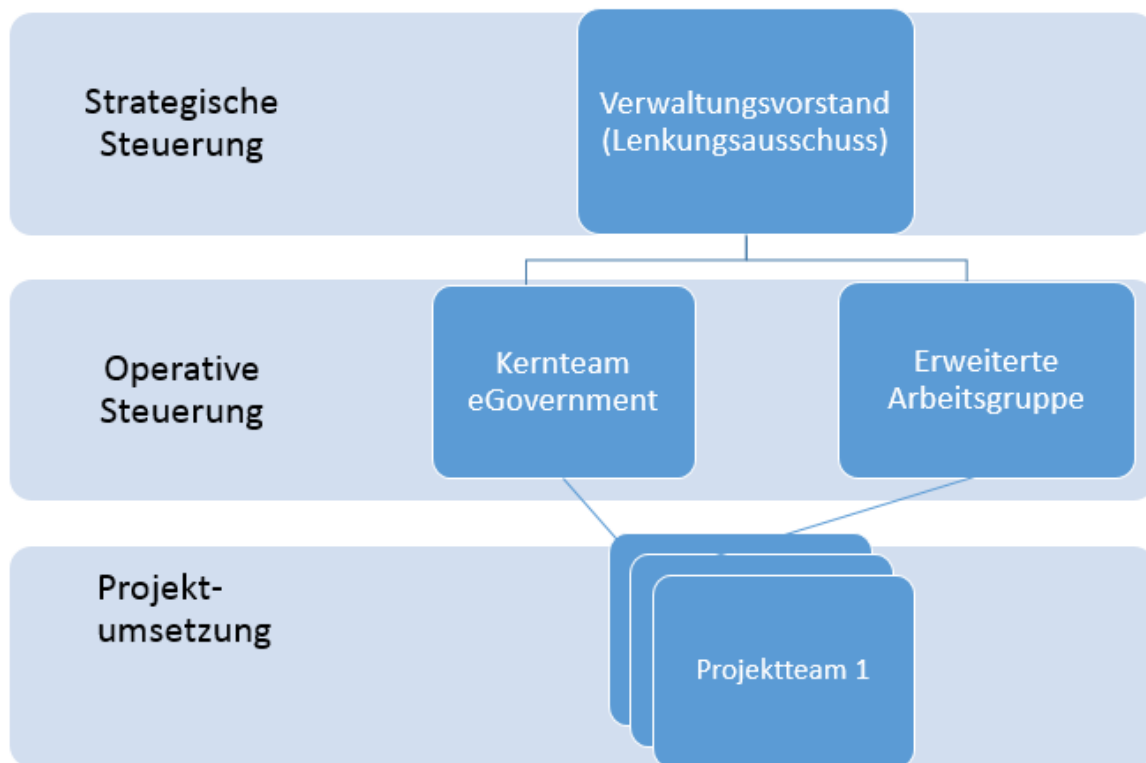 Strategische
Steuerung
Verwaltungsvorstand
(Lenkungsausschuss)
Operative
Steuerung
Kernteam
eGovernment
Erweiterte
Arbeitsgruppe
Projekt-
umsetzung
Projektteam 1